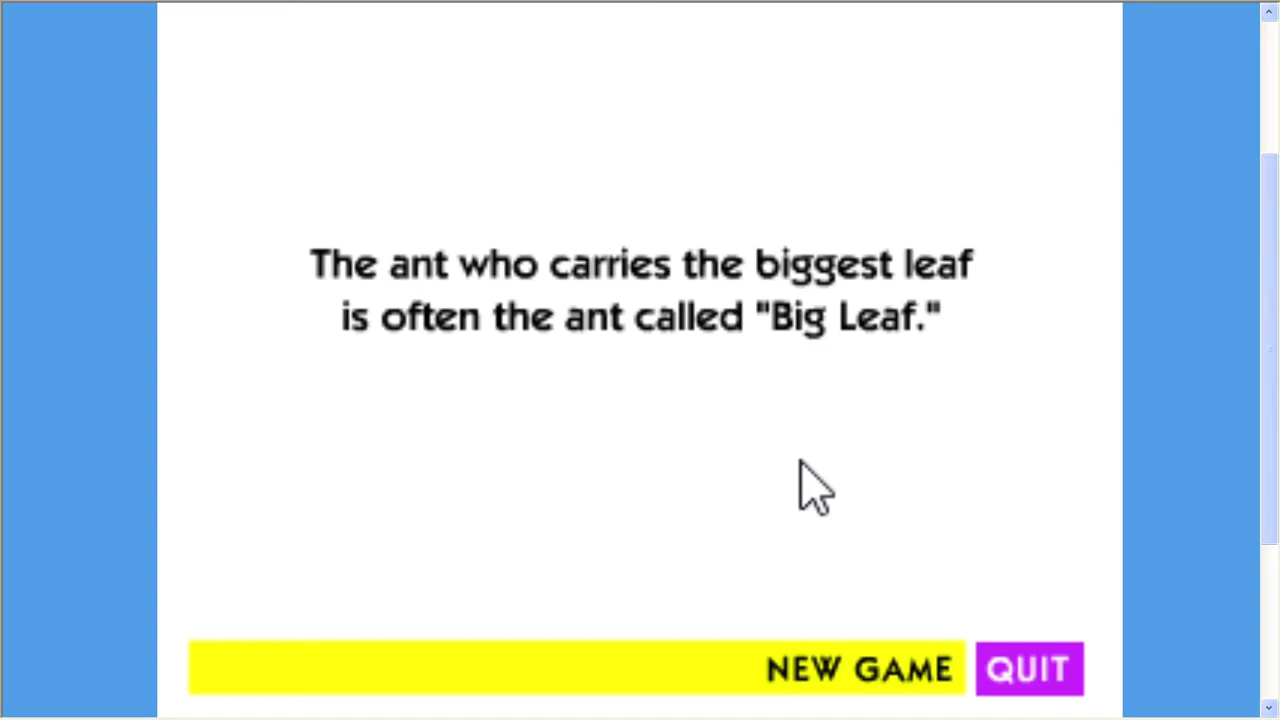 The ant who carries the biggest leaf
is often the ant called "Big Leaf."
NEW GAME QUIT